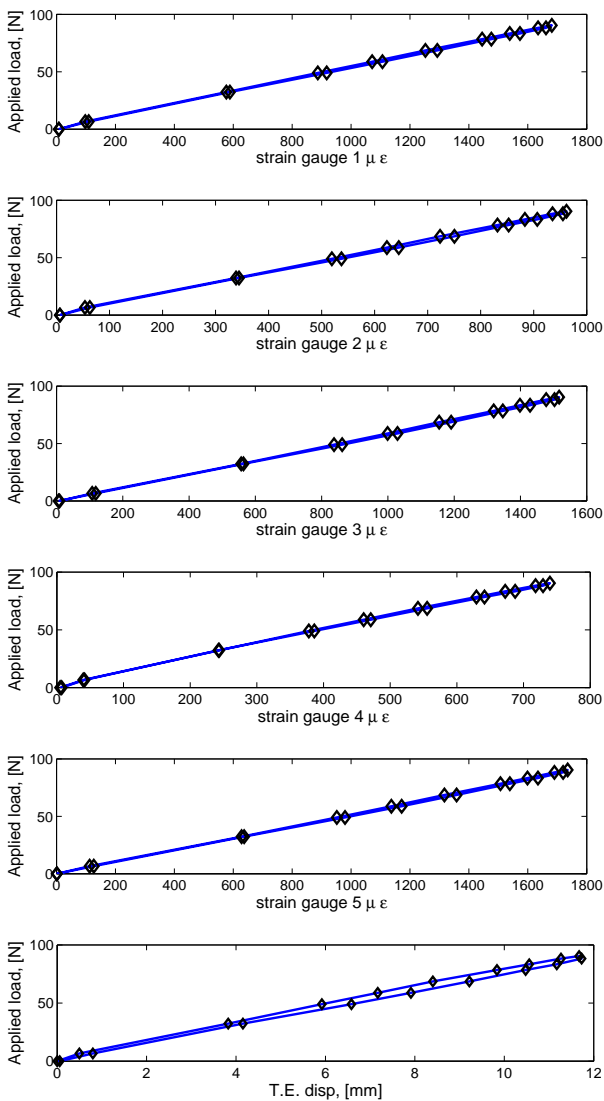 100
50
0
Applied load, [N]
0 200 400 600 800 1000 1200 1400 1600 1800
strain gauge 1 μ ε
100
50
0
Applied load, [N]
0 100 200 300 400 500 600 700 800 900 1000
strain gauge 2 μ ε
100
50
0
Applied load, [N]
0 200 400 600 800 1000 1200 1400 1600
strain gauge 3 μ ε
100
50
0
Applied load, [N]
0 100 200 300 400 500 600 700 800
strain gauge 4 μ ε
100
50
0
Applied load, [N]
0 200 400 600 800 1000 1200 1400 1600 1800
strain gauge 5 μ ε
100
50
0
Applied load, [N]
0 2 4 6 8 10 12
T.E. disp, [mm]